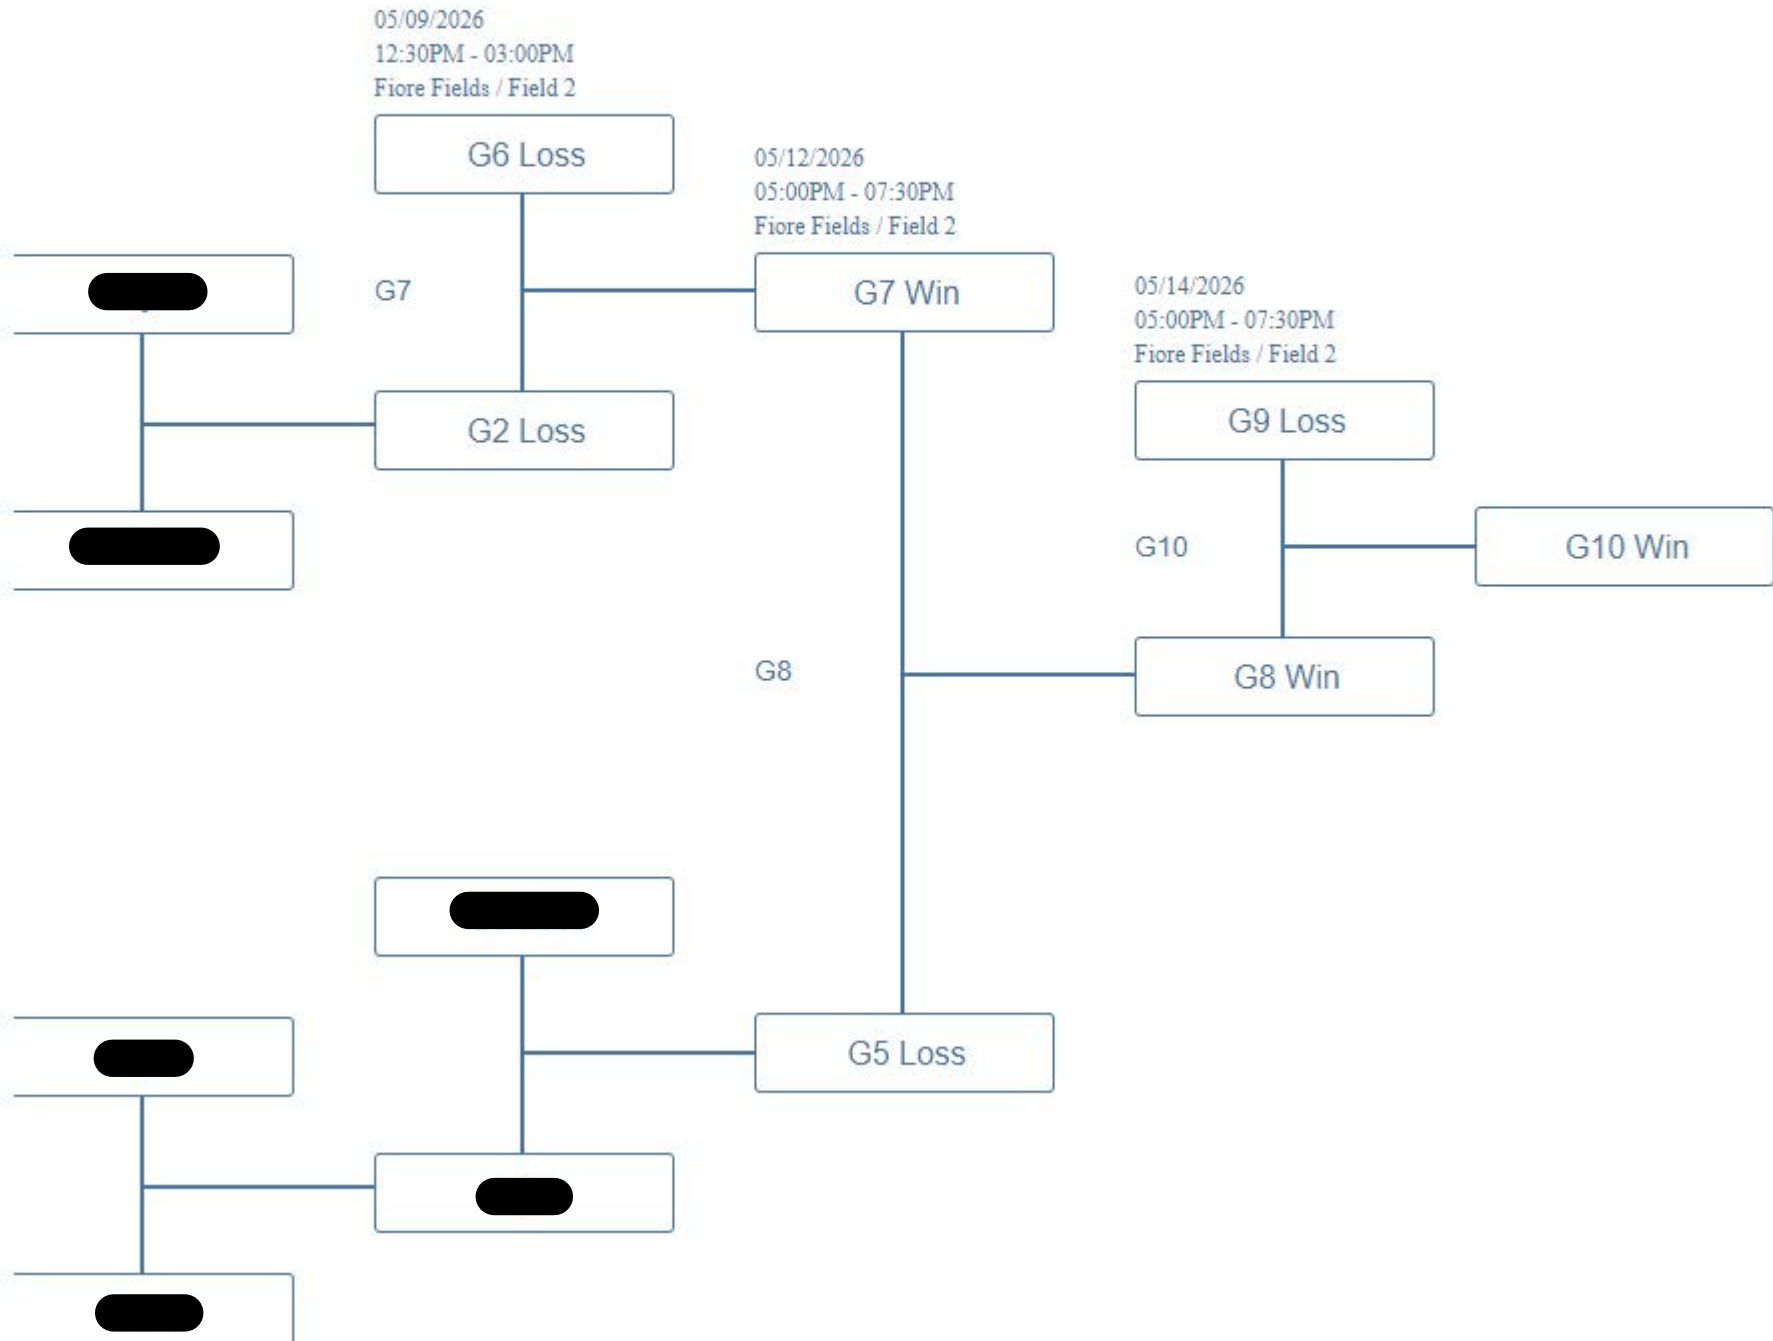 05/09/2026
12:30PM - 03:00PM
Fiore Fields / Field 2
G6 Loss
G7
G2 Loss
05/12/2026
05:00PM - 07:30PM
Fiore Fields / Field 2
G7 Win
G8
G5 Loss
05/14/2026
05:00PM - 07:30PM
Fiore Fields / Field 2
G9 Loss
G10
G8 Win
G10 Win